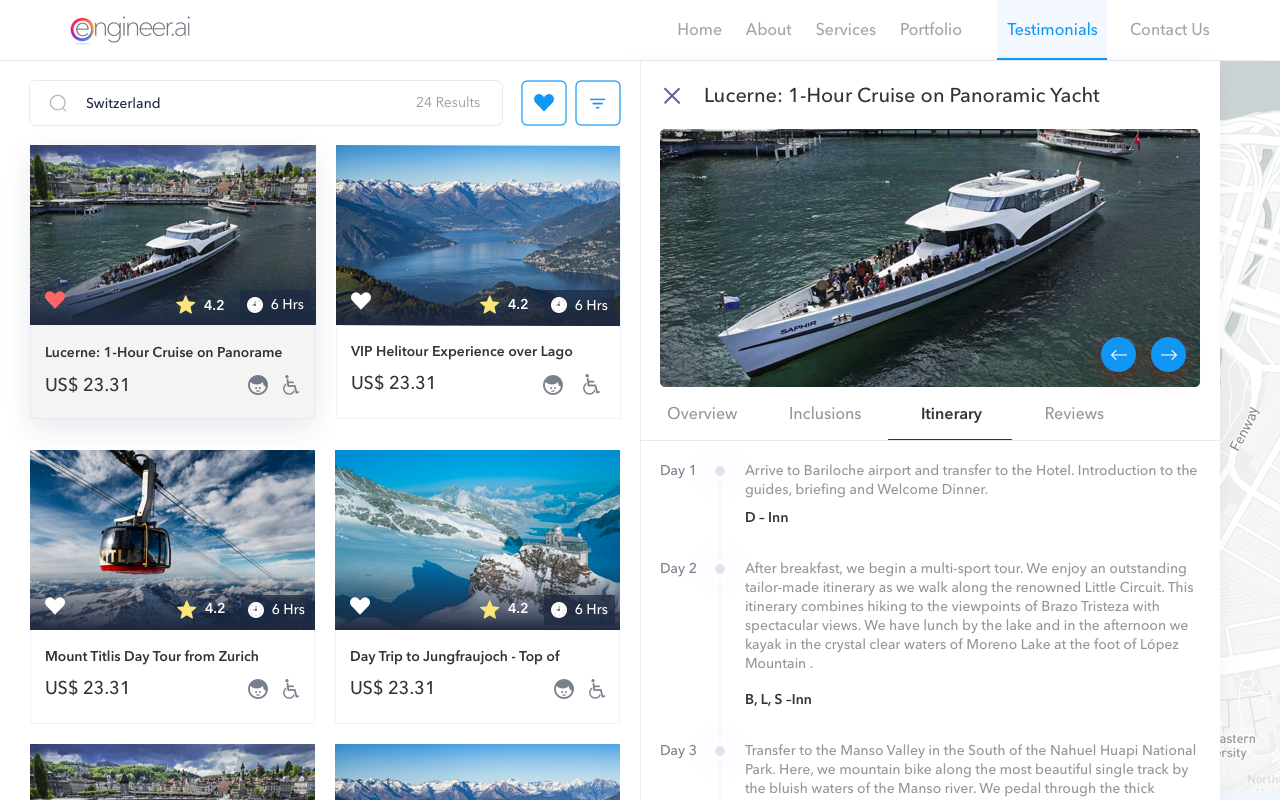 engineer.ai
Home
About
Services
Portfolio
Testimonials
Contact Us
Switzerland
24 Results
4.2
6 Hrs
Lucerne: 1-Hour Cruise on Panorame
US$ 23.31
4.2
6 Hrs
VIP Helitour Experience over Lago
US$ 23.31
TITLIS
4.2
6 Hrs
Mount Titlis Day Tour from Zurich
US$ 23.31
4.2
6 Hrs
Day Trip to Jungfraujoch - Top of
US$ 23.31
Lucerne: 1-Hour Cruise on Panoramic Yacht
SAPHIR
Overview
Inclusions
Itinerary
Reviews
Day 1
Arrive to Bariloche airport and transfer to the Hotel. Introduction to the
guides, briefing and Welcome Dinner.
D – Inn
Day 2
After breakfast, we begin a multi-sport tour. We enjoy an outstanding
tailor-made itinerary as we walk along the renowned Little Circuit. This
itinerary combines hiking to the viewpoints of Brazo Tristeza with
spectacular views. We have lunch by the lake and in the afternoon we
kayak in the crystal clear waters of Moreno Lake at the foot of López
Mountain .
B, L, S –Inn
Day 3
Transfer to the Manso Valley in the South of the Nahuel Huapi National
Park. Here, we mountain bike along the most beautiful single track by
the bluish waters of the Manso river. We pedal through the thick
Fenway
astern
rsity
North